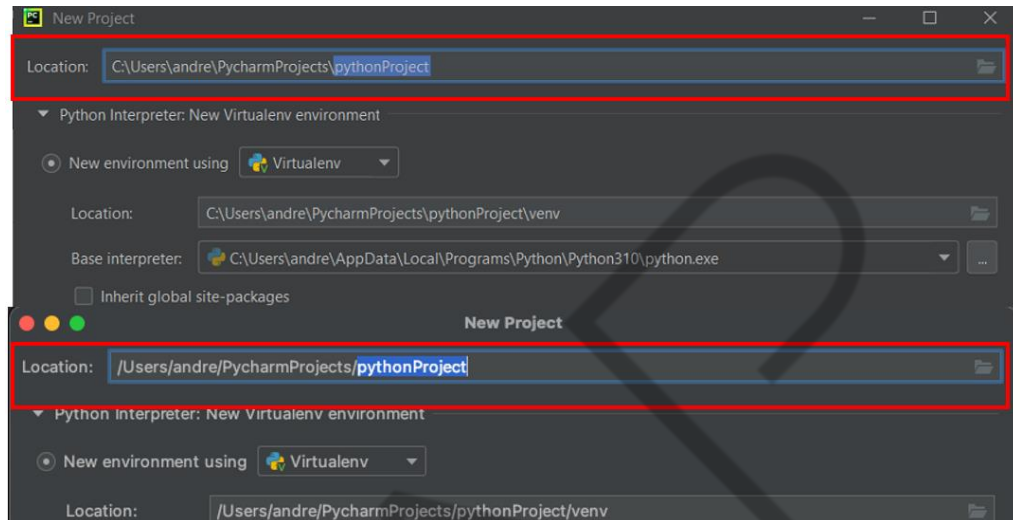 PC New Project
Location: C:\Users\andre\PycharmProjects\pythonProject
Python Interpreter: New Virtualenv environment
New environment using Virtualenv
Location: C:\Users\andre\PycharmProjects\pythonProject\venv
Base interpreter: C:\Users\andre\AppData\Local\Programs\Python\Python310\python.exe ...
Inherit global site-packages
New Project
Location: /Users/andre/PycharmProjects/pythonProject
Python Interpreter: New Virtualenv environment
New environment using Virtualenv
Location: /Users/andre/PycharmProjects/pythonProject/venv